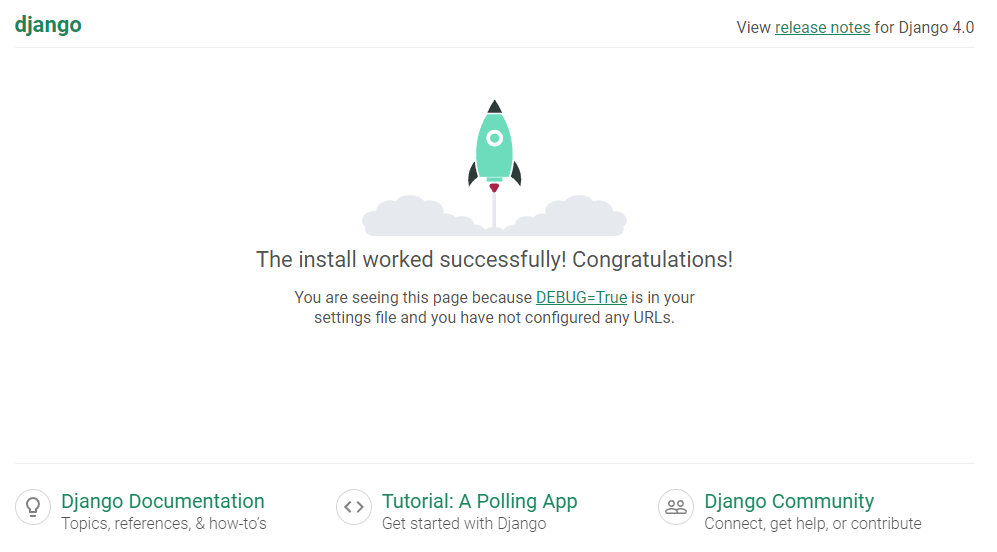 django
View release notes for Django 4.0
The install worked successfully! Congratulations!
You are seeing this page because DEBUG=True is in your
settings file and you have not configured any URLs.
Django Documentation
Topics, references, & how-to's
Tutorial: A Polling App
Get started with Django
Django Community
Connect, get help, or contribute